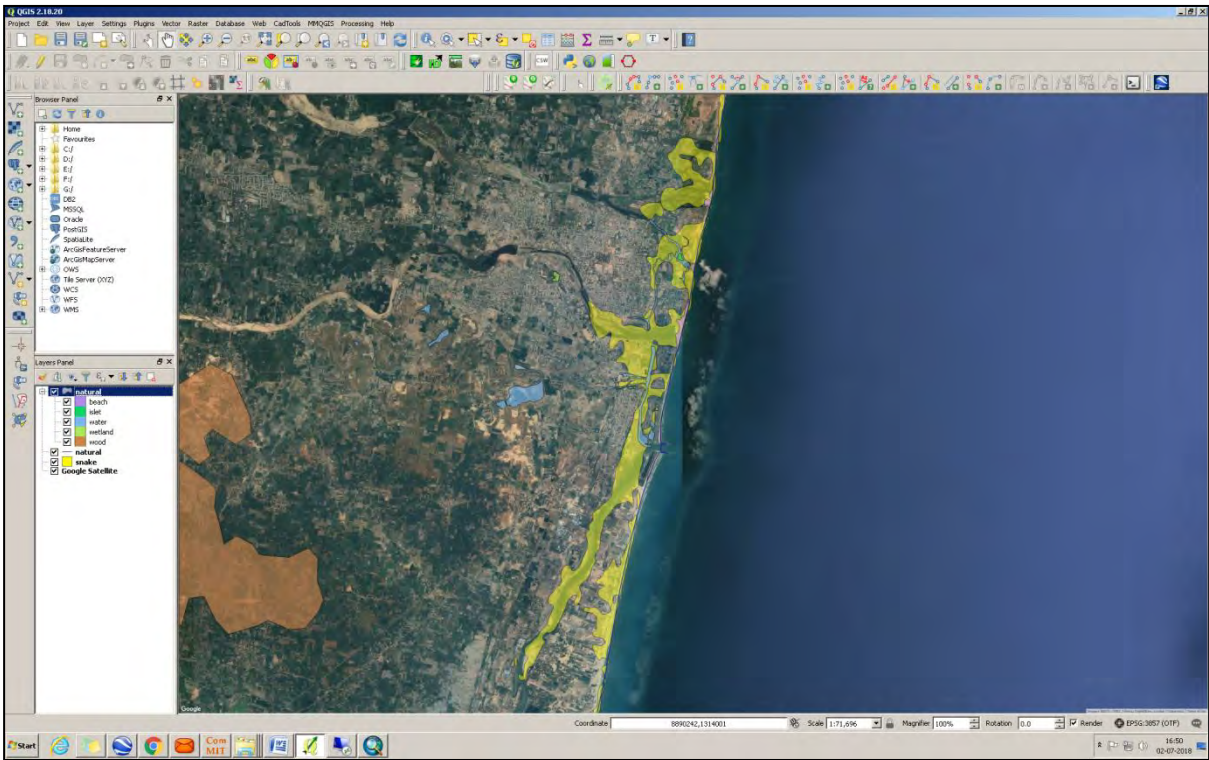 QGIS 2.18.20
Project Edit View Layer Settings Plugins Vector Raster Database Web CadTools MMQGIS Processing Help
CSW
Browser Panel
Home
Favourites
C:/
D:/
E:/
F:/
G:/
DB2
MSSQL
Oracle
PostGIS
SpatiaLite
ArcGisFeatureServer
ArcGisMapServer
OWS
Tile Server (XYZ)
WCS
WFS
WMS
Layers Panel
natural
beach
islet
water
wetland
wood
natural
snake
Google Satellite
Google
Coordinate 8890242,1314001 Scale 1:71,696 Magnifier 100% Rotation 0.0 Render EPSG:3857 (OTF)
Start Com MIT 16:50
02-07-2018